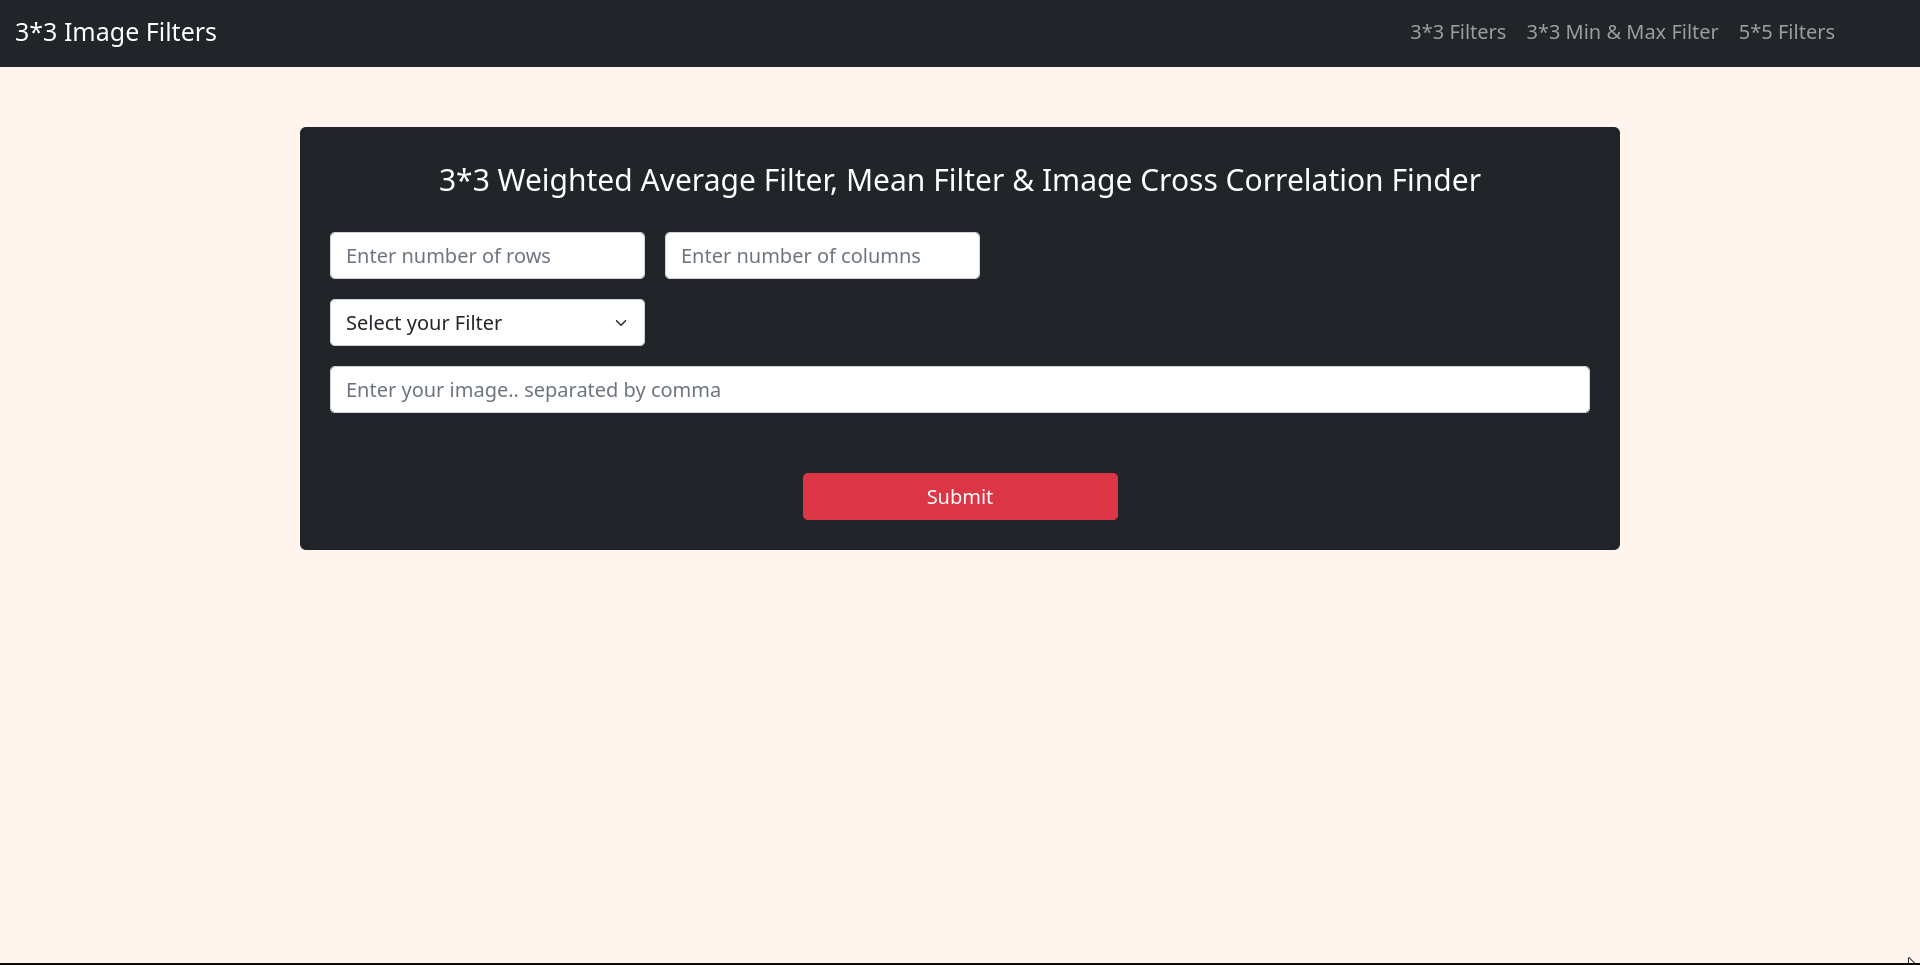 3*3 Image Filters
3*3 Filters 3*3 Min & Max Filter 5*5 Filters
3*3 Weighted Average Filter, Mean Filter & Image Cross Correlation Finder
Enter number of rows Enter number of columns
Select your Filter
Enter your image.. separated by comma
Submit